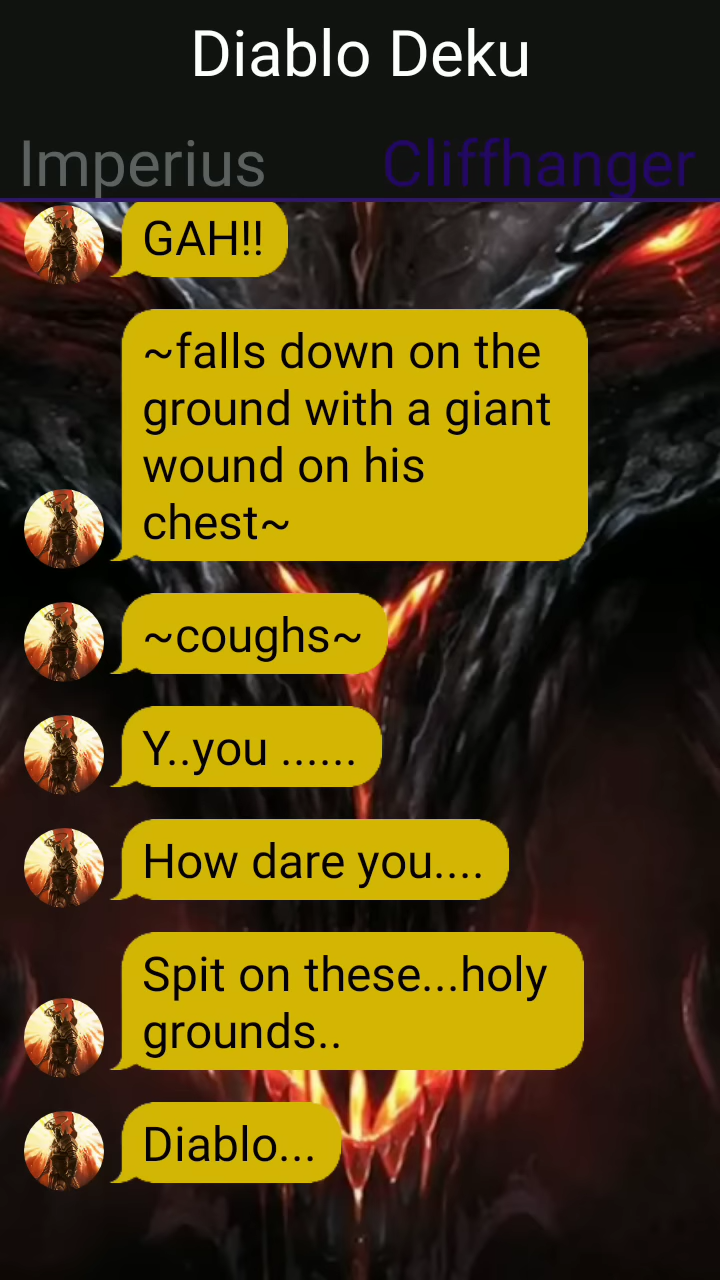 Diablo Deku
Imperius
Cliffhanger
GAH!!
~falls down on the
ground with a giant
wound on his
chest~
~coughs~
Y..you ......
How dare you....
Spit on these...holy
grounds..
Diablo...